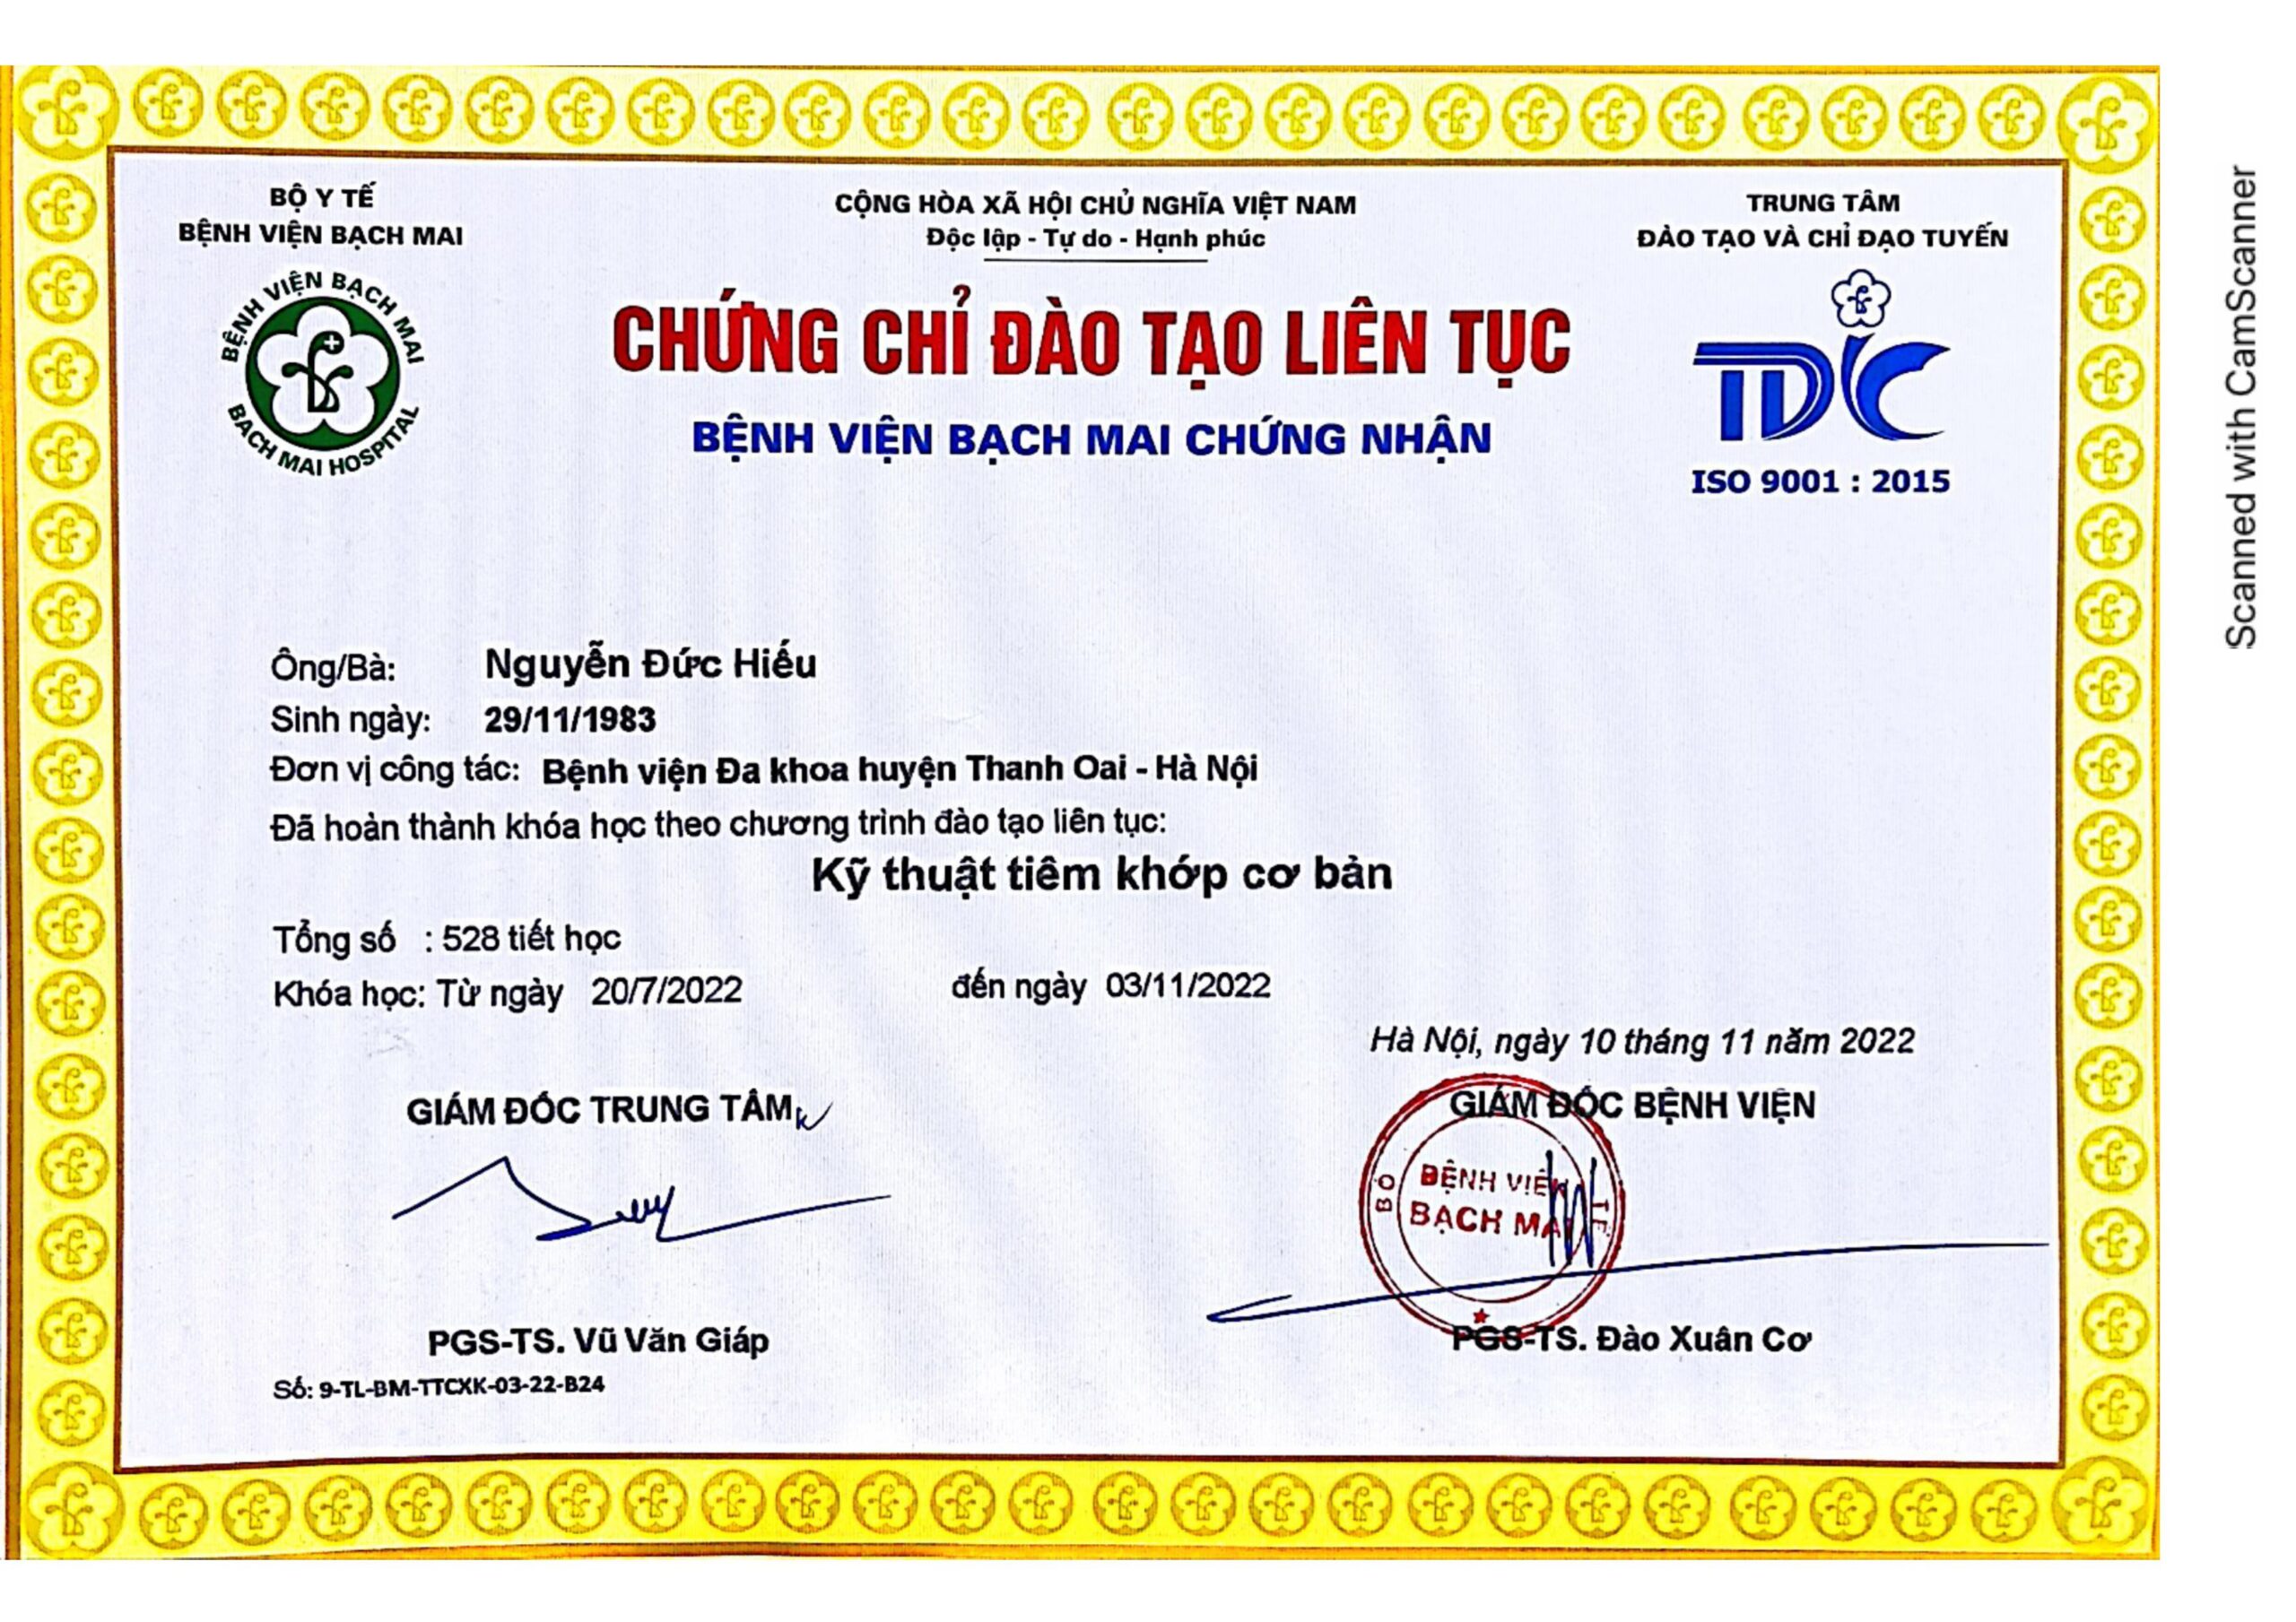 BỘ Y TẾ
BỆNH VIỆN BẠCH MAI
BỆNH VIỆN BẠCH MAI
BACH MAI HOSPITAL
CỘNG HÒA XÃ HỘI CHỦ NGHĨA VIỆT NAM
Độc lập - Tự do - Hạnh phúc
TRUNG TÂM
ĐÀO TẠO VÀ CHỈ ĐẠO TUYẾN
TDC
ISO 9001 : 2015
CHỨNG CHỈ ĐÀO TẠO LIÊN TỤC
BỆNH VIỆN BẠCH MAI CHỨNG NHẬN
Ông/Bà: Nguyễn Đức Hiếu
Sinh ngày: 29/11/1983
Đơn vị công tác: Bệnh viện Đa khoa huyện Thanh Oai - Hà Nội
Đã hoàn thành khóa học theo chương trình đào tạo liên tục:
Kỹ thuật tiêm khớp cơ bản
Tổng số : 528 tiết học
Khóa học: Từ ngày 20/7/2022 đến ngày 03/11/2022
Hà Nội, ngày 10 tháng 11 năm 2022
GIÁM ĐỐC TRUNG TÂM
GIÁM ĐỐC BỆNH VIỆN
BỘ Y TẾ
BỆNH VIỆN
BẠCH MAI
PGS-TS. Vũ Văn Giáp
PGS-TS. Đào Xuân Cơ
Số: 9-TL-BM-TTCXK-03-22-B24
Scanned with CamScanner